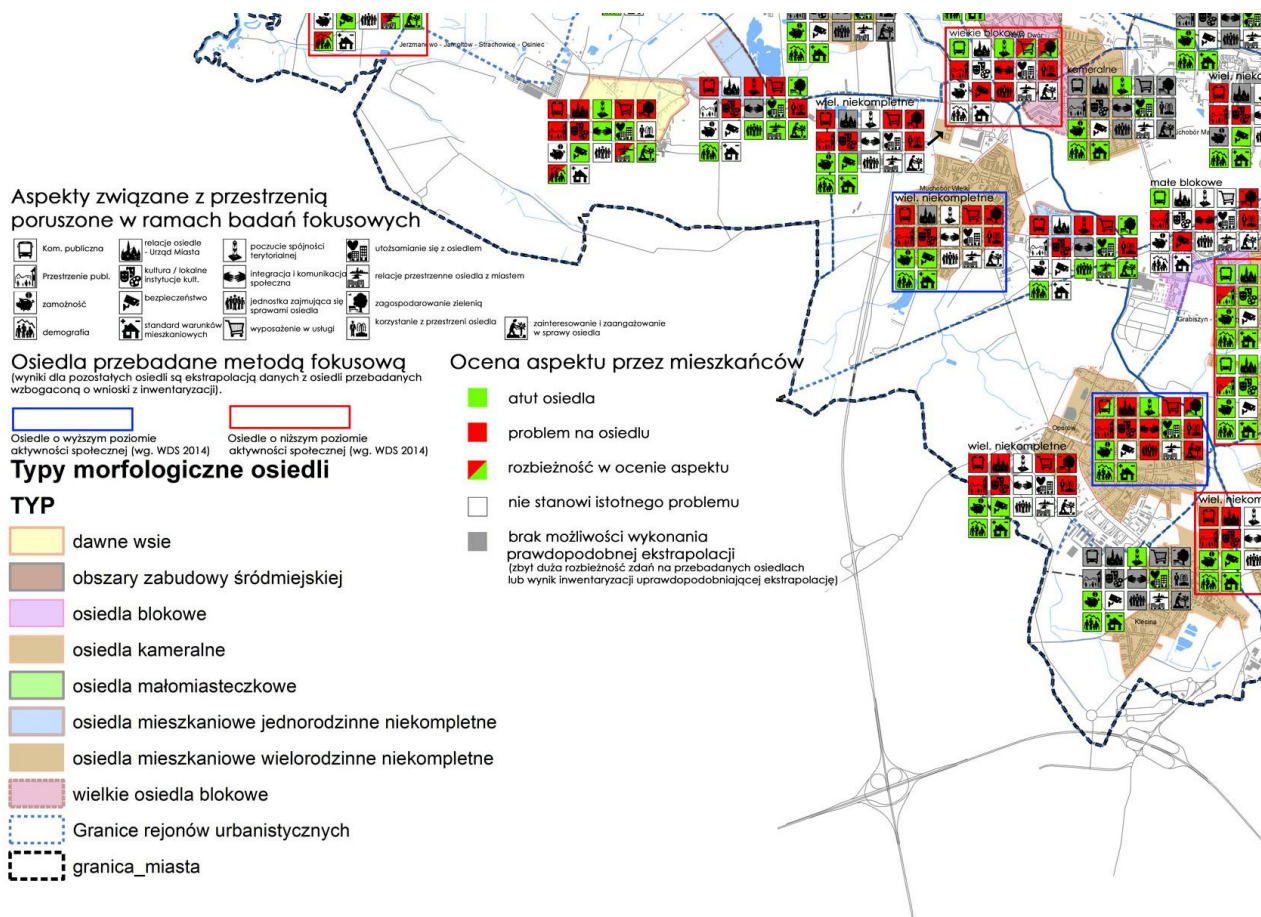 Jerzmanowo - Jarnołtów - Strachowice - Osiniec
wielkie blokowe
kameralne
wiel. niekompletne
Muchobór Wielki
wiel. niekompletne
małe blokowe
Grabiszyn -
Oporów
wiel. niekompletne
Klecina
Aspekty związane z przestrzenią
poruszone w ramach badań fokusowych
Kom. publiczna
relacje osiedle
- Urząd Miasta
poczucie spójności
terytorialnej
utożsamianie się z osiedlem
Przestrzenie publ.
kultura / lokalne
instytucje kult.
integracja i komunikacja
społeczna
relacje przestrzenne osiedla z miastem
zamożność
bezpieczeństwo
jednostka zajmująca się
sprawami osiedla
zagospodarowanie zielenią
demografia
standard warunków
mieszkaniowych
wyposażenie w usługi
korzystanie z przestrzeni osiedla
zainteresowanie i zaangażowanie
w sprawy osiedla
Osiedla przebadane metodą fokusową
(wyniki dla pozostałych osiedli są ekstrapolacją danych z osiedli przebadanych
wzbogaconą o wnioski z inwentaryzacji).
Osiedle o wyższym poziomie
aktywności społecznej (wg. WDS 2014)
Osiedle o niższym poziomie
aktywności społecznej (wg. WDS 2014)
Ocena aspektu przez mieszkańców
atut osiedla
problem na osiedlu
rozbieżność w ocenie aspektu
nie stanowi istotnego problemu
brak możliwości wykonania
prawdopodobnej ekstrapolacji
(zbyt duża rozbieżność zdań na przebadanych osiedlach
lub wynik inwentaryzacji uprawdopodobniającej ekstrapolację)
Typy morfologiczne osiedli
TYP
dawne wsie
obszary zabudowy śródmiejskiej
osiedla blokowe
osiedla kameralne
osiedla małomiasteczkowe
osiedla mieszkaniowe jednorodzinne niekompletne
osiedla mieszkaniowe wielorodzinne niekompletne
wielkie osiedla blokowe
Granice rejonów urbanistycznych
granica_miasta